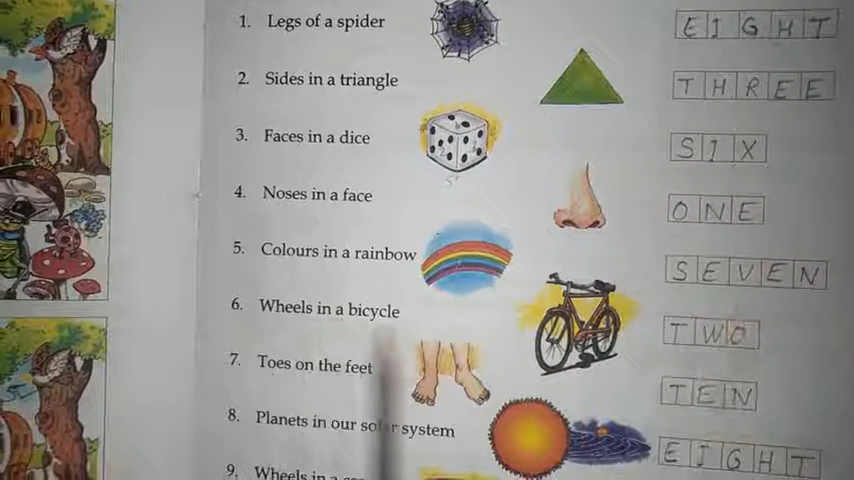 1. Legs of a spider EIGHT
2. Sides in a triangle THREE
3. Faces in a dice SIX
4. Noses in a face ONE
5. Colours in a rainbow SEVEN
6. Wheels in a bicycle TWO
7. Toes on the feet TEN
8. Planets in our solar system EIGHT
9. Wheels in a